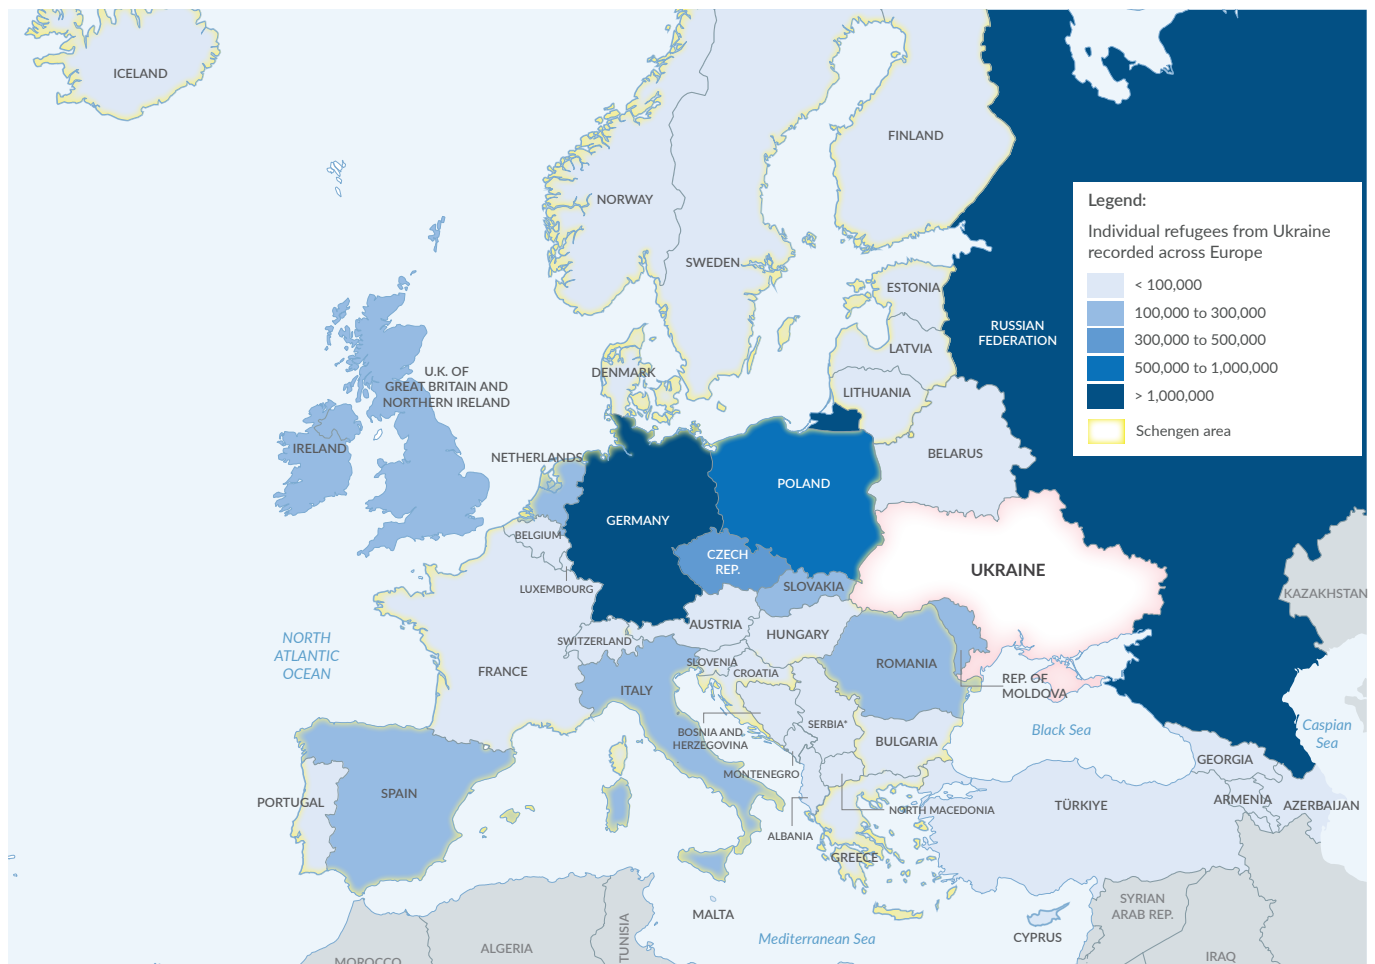 ICELAND
FINLAND
NORWAY
SWEDEN
ESTONIA
LATVIA
LITHUANIA
DENMARK
RUSSIAN
FEDERATION
Legend:
Individual refugees from Ukraine
recorded across Europe
< 100,000
100,000 to 300,000
300,000 to 500,000
500,000 to 1,000,000
> 1,000,000
Schengen area
U.K. OF
GREAT BRITAIN AND
NORTHERN IRELAND
IRELAND
NETHERLANDS
BELARUS
POLAND
GERMANY
BELGIUM
CZECH
REP.
UKRAINE
LUXEMBOURG
SLOVAKIA
KAZAKHSTAN
AUSTRIA
HUNGARY
SWITZERLAND
NORTH
ATLANTIC
OCEAN
FRANCE
SLOVENIA
CROATIA
ROMANIA
ITALY
REP. OF
MOLDOVA
BOSNIA AND
HERZEGOVINA
SERBIA*
BULGARIA
Black Sea
Caspian
Sea
MONTENEGRO
GEORGIA
PORTUGAL
SPAIN
NORTH MACEDONIA
TÜRKIYE
ARMENIA
AZERBAIJAN
ALBANIA
GREECE
MALTA
Mediterranean Sea
CYPRUS
SYRIAN
ARAB REP.
IRAQ
TUNISIA
ALGERIA
MOROCCO